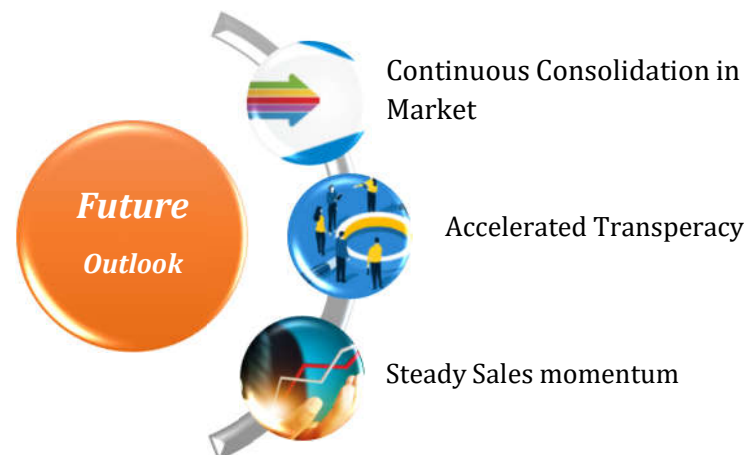 Continuous Consolidation in
Market
Future
Outlook
Accelerated Transperacy
Steady Sales momentum